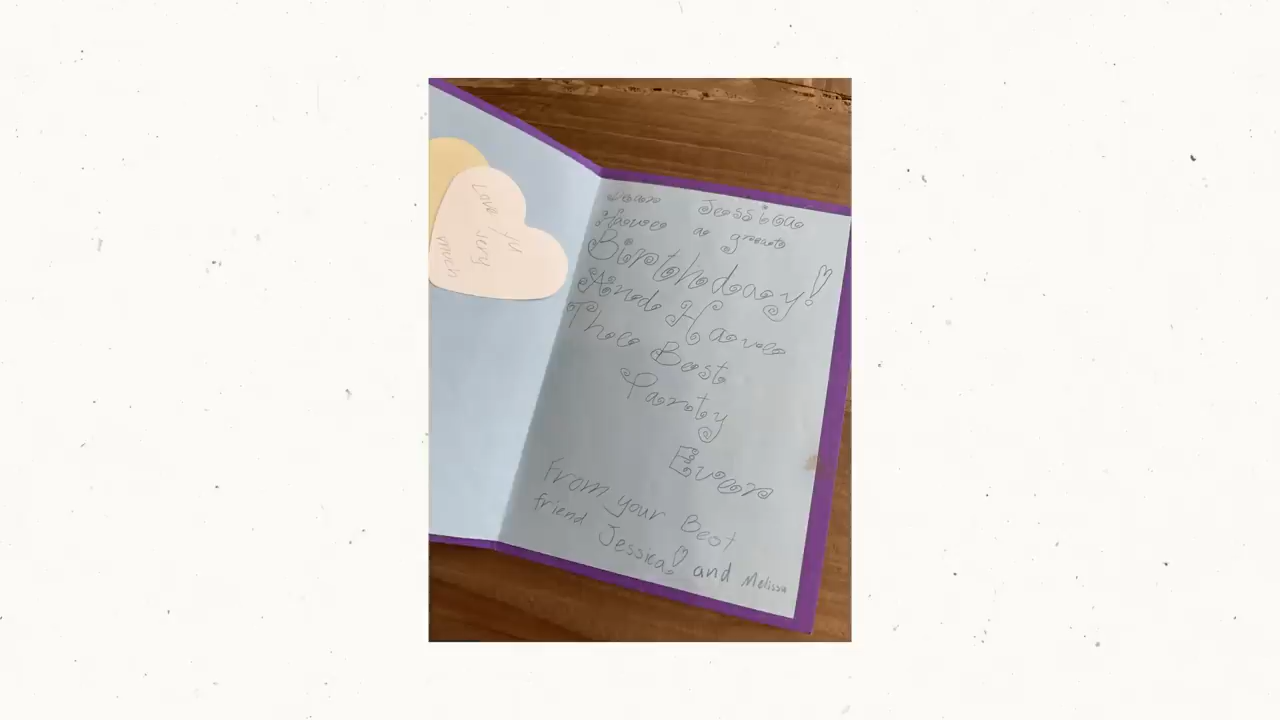 Love yu
very
much
Dear Jessica
Have a great
Birthday!
And Have
The Best
Party
Ever
From your Best
friend Jessica! and Melissa